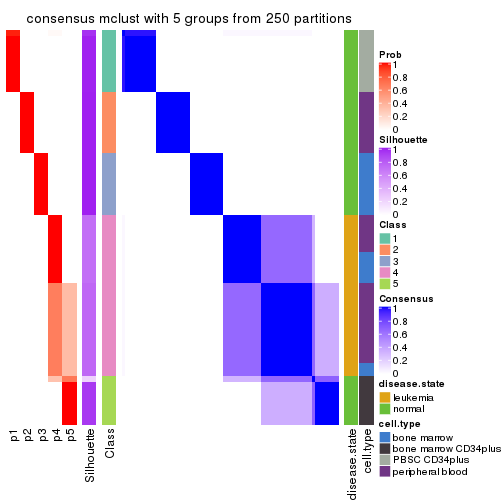 consensus mclust with 5 groups from 250 partitions
Prob
1
0.8
0.6
0.4
0.2
0
Silhouette
1
0.8
0.6
0.4
0.2
0
Class
1
2
3
4
5
Consensus
1
0.8
0.6
0.4
0.2
0
disease.state
leukemia
normal
cell.type
bone marrow
bone marrow CD34plus
PBSC CD34plus
peripheral blood
p1
p2
p3
p4
p5
Silhouette
Class
disease.state
cell.type